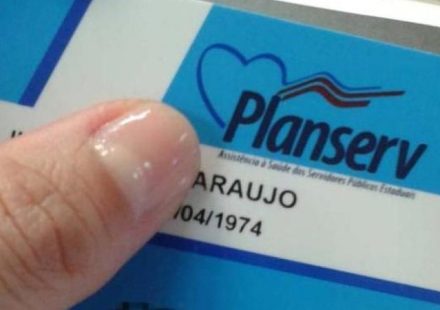 Planserv
Assistência à Saúde dos Servidores Públicos Estaduais
ARAUJO
/04/1974